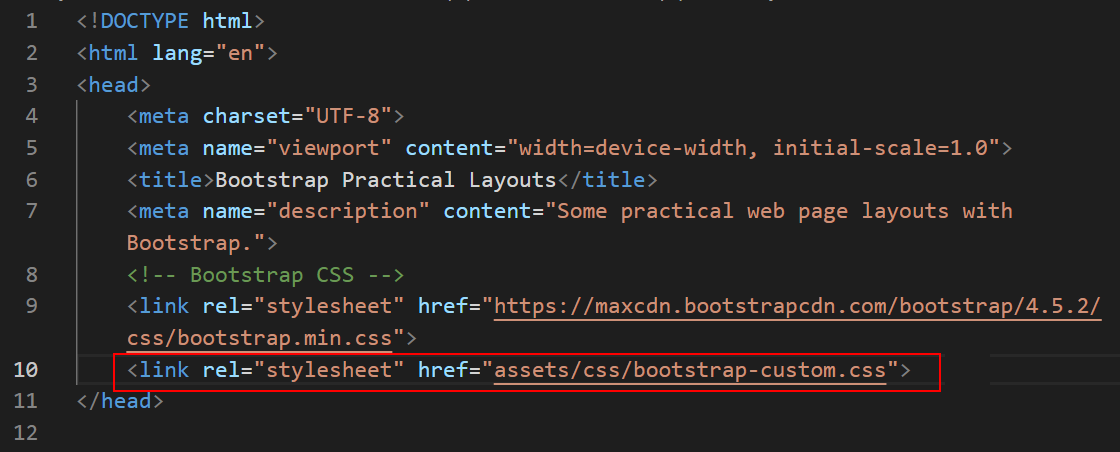 1 <!DOCTYPE html>
2 <html lang="en">
3 <head>
4 <meta charset="UTF-8">
5 <meta name="viewport" content="width=device-width, initial-scale=1.0">
6 <title>Bootstrap Practical Layouts</title>
7 <meta name="description" content="Some practical web page layouts with
Bootstrap.">
8 <!-- Bootstrap CSS -->
9 <link rel="stylesheet" href="https://maxcdn.bootstrapcdn.com/bootstrap/4.5.2/
css/bootstrap.min.css">
10 <link rel="stylesheet" href="assets/css/bootstrap-custom.css">
11 </head>
12